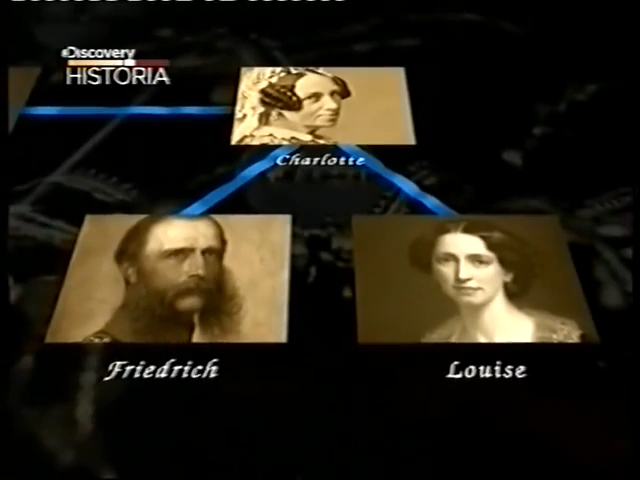 Discovery
HISTORIA
Charlotte
Friedrich
Louise